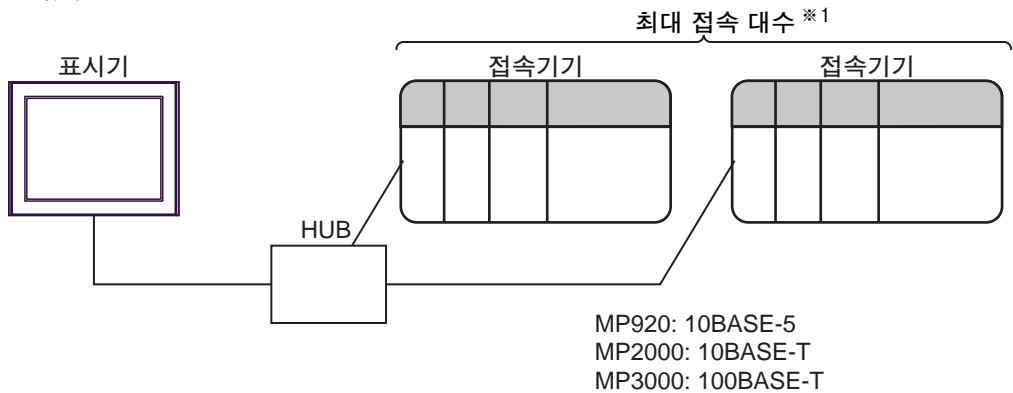 최대 접속 대수 ※1
표시기
접속기기
접속기기
HUB
MP920: 10BASE-5
MP2000: 10BASE-T
MP3000: 100BASE-T